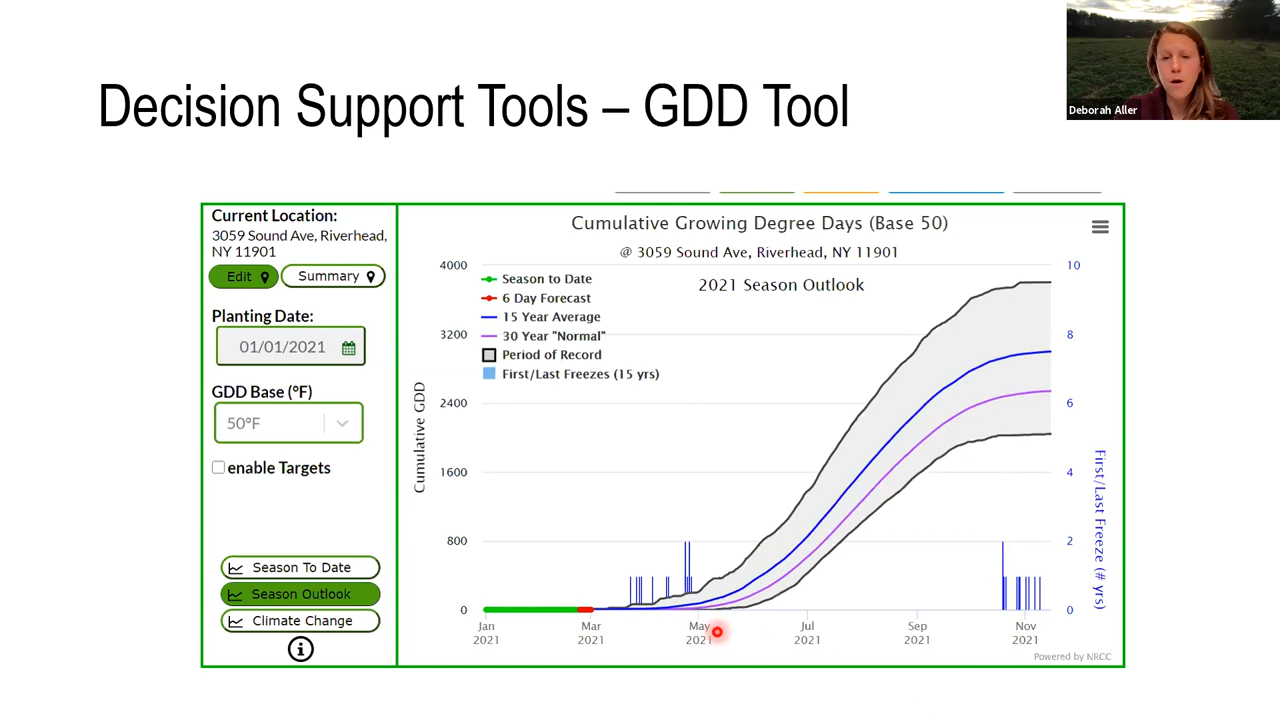 Decision Support Tools – GDD Tool
Deborah Aller
Current Location:
3059 Sound Ave, Riverhead,
NY 11901
Edit
Summary
Planting Date:
01/01/2021
GDD Base (°F)
50°F
enable Targets
Season To Date
Season Outlook
Climate Change
Cumulative Growing Degree Days (Base 50)
@ 3059 Sound Ave, Riverhead, NY 11901
2021 Season Outlook
Season to Date
6 Day Forecast
15 Year Average
30 Year "Normal"
Period of Record
First/Last Freezes (15 yrs)
Cumulative GDD
4000
3200
2400
1600
800
0
10
8
6
4
2
0
First/Last Freeze (# yrs)
Jan 
2021
Mar
2021
May
2021
Jul
2021
Sep
2021
Nov
2021
Powered by NRCC